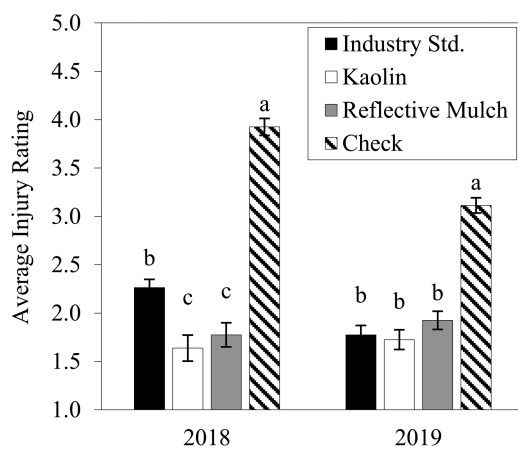 Average Injury Rating
5.0
4.5
4.0
3.5
3.0
2.5
2.0
1.5
1.0
Industry Std.
Kaolin
Reflective Mulch
Check
b
c
c
a
b
b
b
a
2018
2019